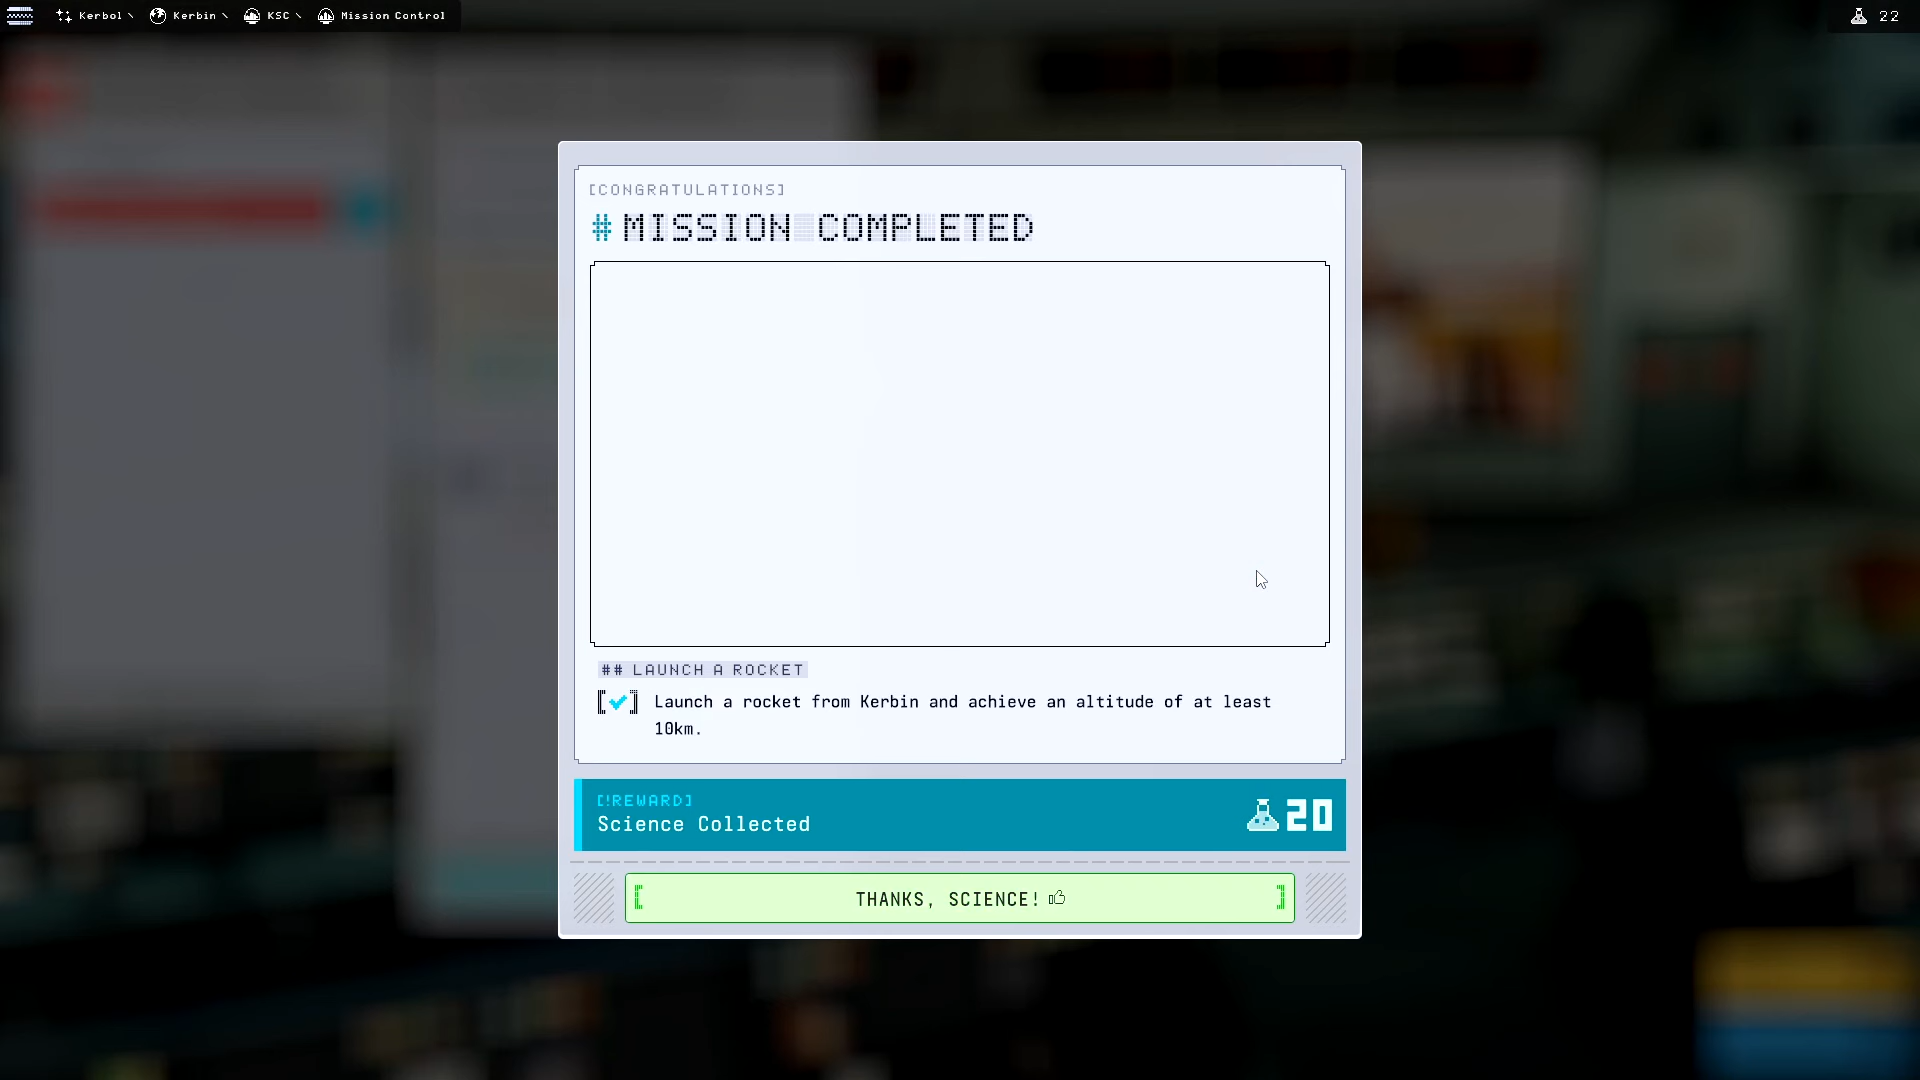 Kerbol \ Kerbin \ KSC \ Mission Control
22
[CONGRATULATIONS]
# MISSION COMPLETED
## LAUNCH A ROCKET
Launch a rocket from Kerbin and achieve an altitude of at least
10km.
[!REWARD]
Science Collected
20
THANKS, SCIENCE!